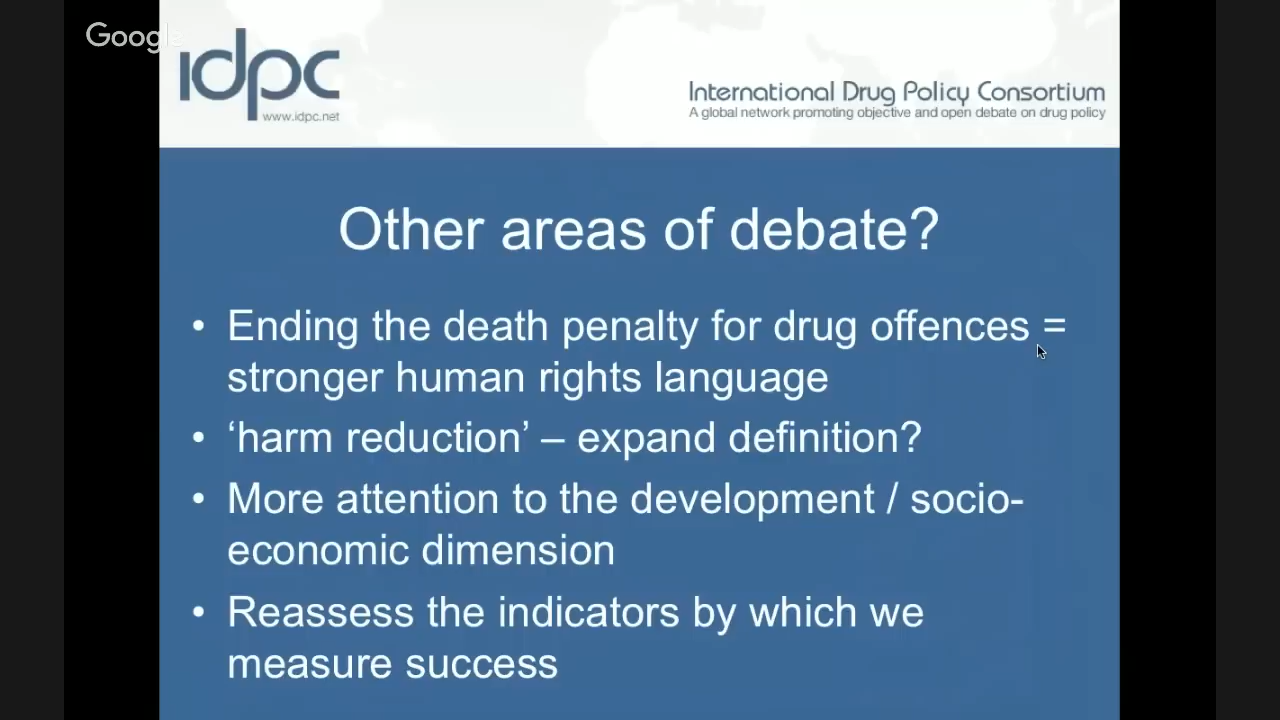 Google
idpc
www.idpc.net
International Drug Policy Consortium
A global network promoting objective and open debate on drug policy
Other areas of debate?
• Ending the death penalty for drug offences =
stronger human rights language
• ‘harm reduction’ – expand definition?
• More attention to the development / socio-
economic dimension
• Reassess the indicators by which we
measure success